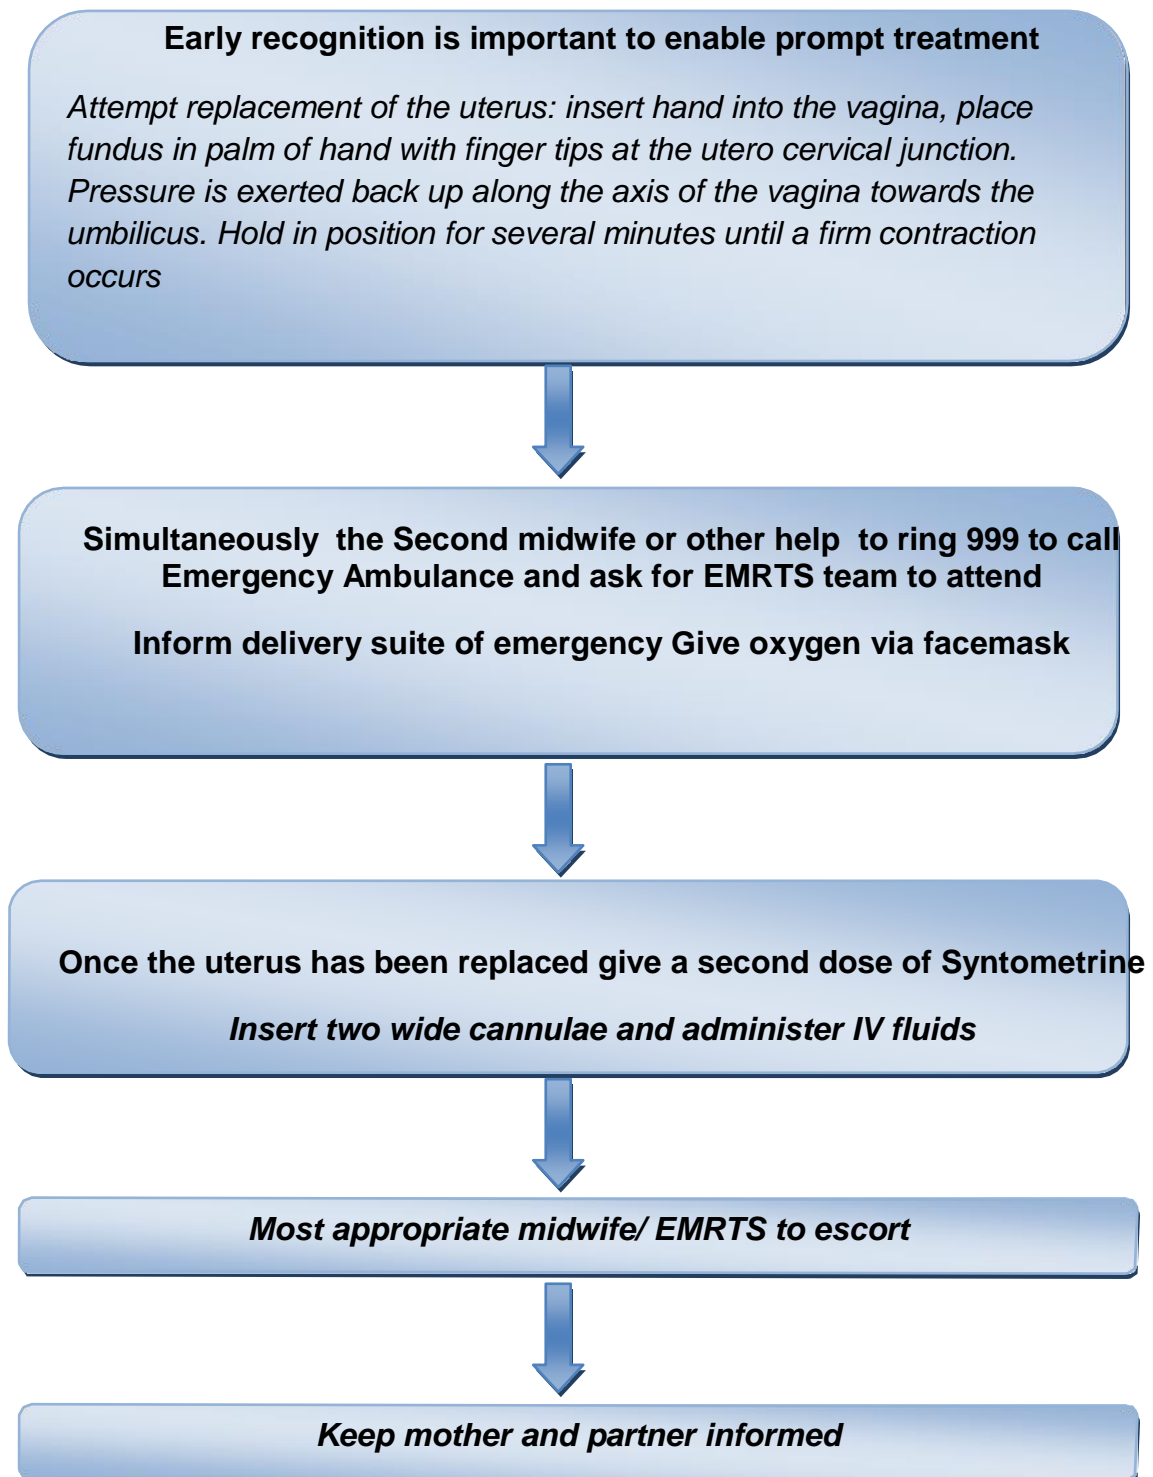 Early recognition is important to enable prompt treatment
Attempt replacement of the uterus: insert hand into the vagina, place
fundus in palm of hand with finger tips at the utero cervical junction.
Pressure is exerted back up along the axis of the vagina towards the
umbilicus. Hold in position for several minutes until a firm contraction
occurs
Simultaneously the Second midwife or other help to ring 999 to call
Emergency Ambulance and ask for EMRTS team to attend
Inform delivery suite of emergency Give oxygen via facemask
Once the uterus has been replaced give a second dose of Syntometrine
Insert two wide cannulae and administer IV fluids
Most appropriate midwife/ EMRTS to escort
Keep mother and partner informed